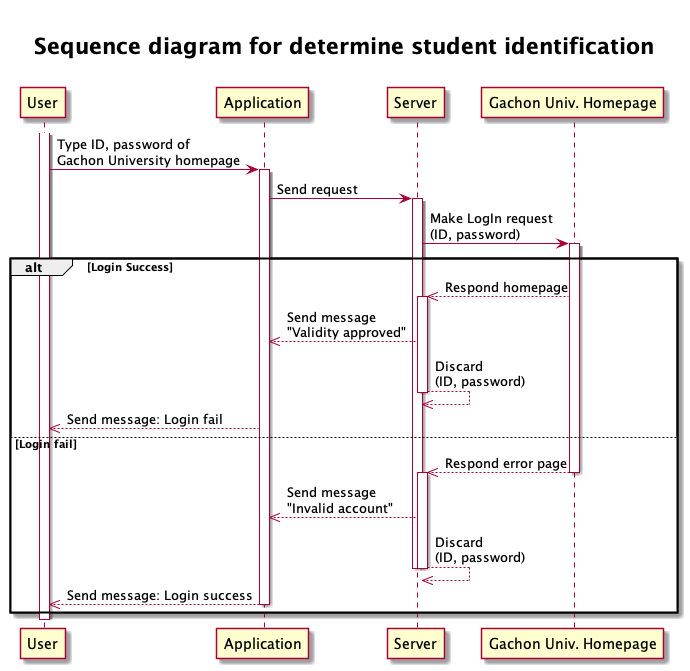 Sequence diagram for determine student identification
User
Application
Server
Gachon Univ. Homepage
Type ID, password of
Gachon University homepage
Send request
Make LogIn request
(ID, password)
alt
[Login Success]
Respond homepage
Send message
"Validity approved"
Discard
(ID, password)
Send message: Login fail
[Login fail]
Respond error page
Send message
"Invalid account"
Discard
(ID, password)
Send message: Login success
User
Application
Server
Gachon Univ. Homepage